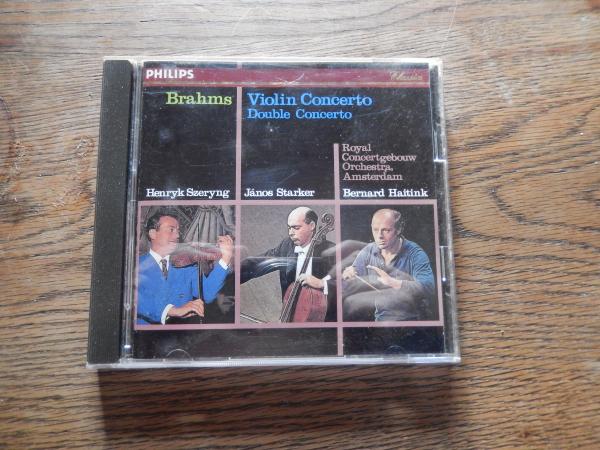 PHILIPS
Classics
Brahms
Violin Concerto
Double Concerto
Royal
Concertgebouw
Orchestra,
Amsterdam
Henryk Szeryng
János Starker
Bernard Haitink